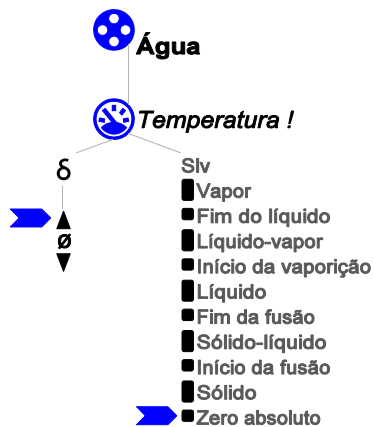 Água
Temperatura !
δ
ø
Slv
Vapor
Fim do líquido
Líquido-vapor
Início da vaporição
Líquido
Fim da fusão
Sólido-líquido
Início da fusão
Sólido
Zero absoluto